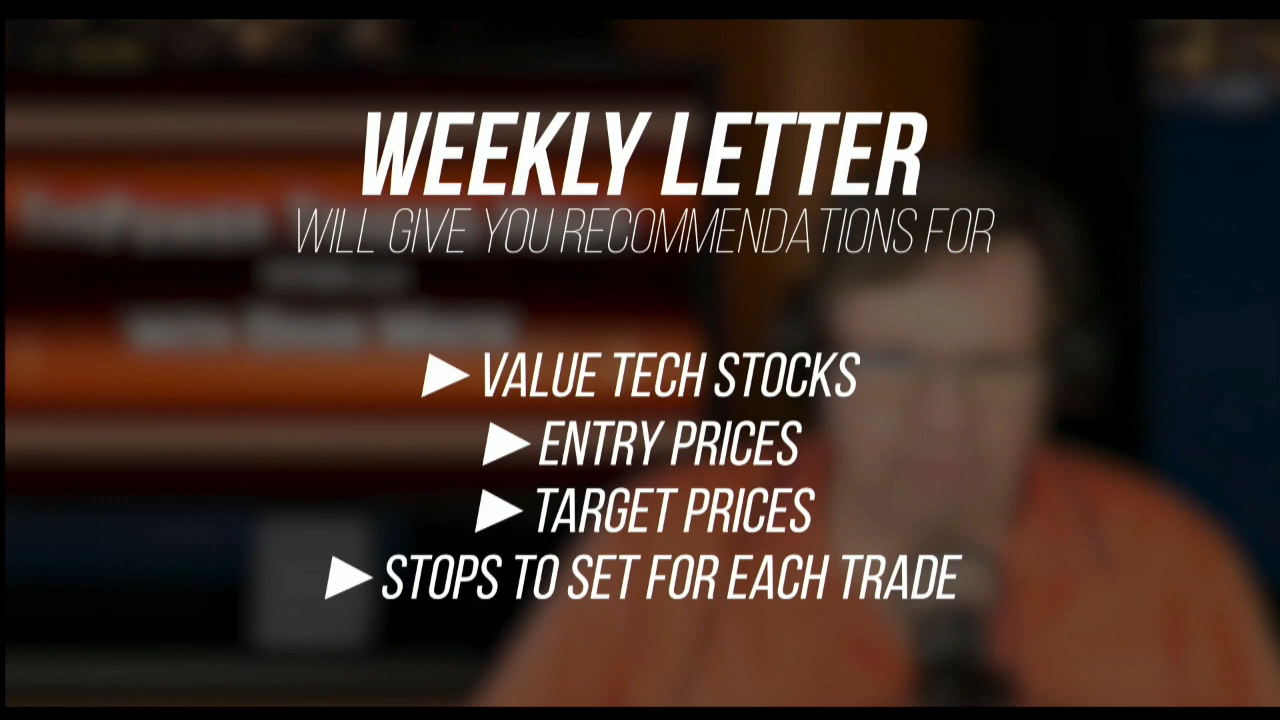 WEEKLY LETTER
WILL GIVE YOU RECOMMENDATIONS FOR
► VALUE TECH STOCKS
► ENTRY PRICES
► TARGET PRICES
► STOPS TO SET FOR EACH TRADE